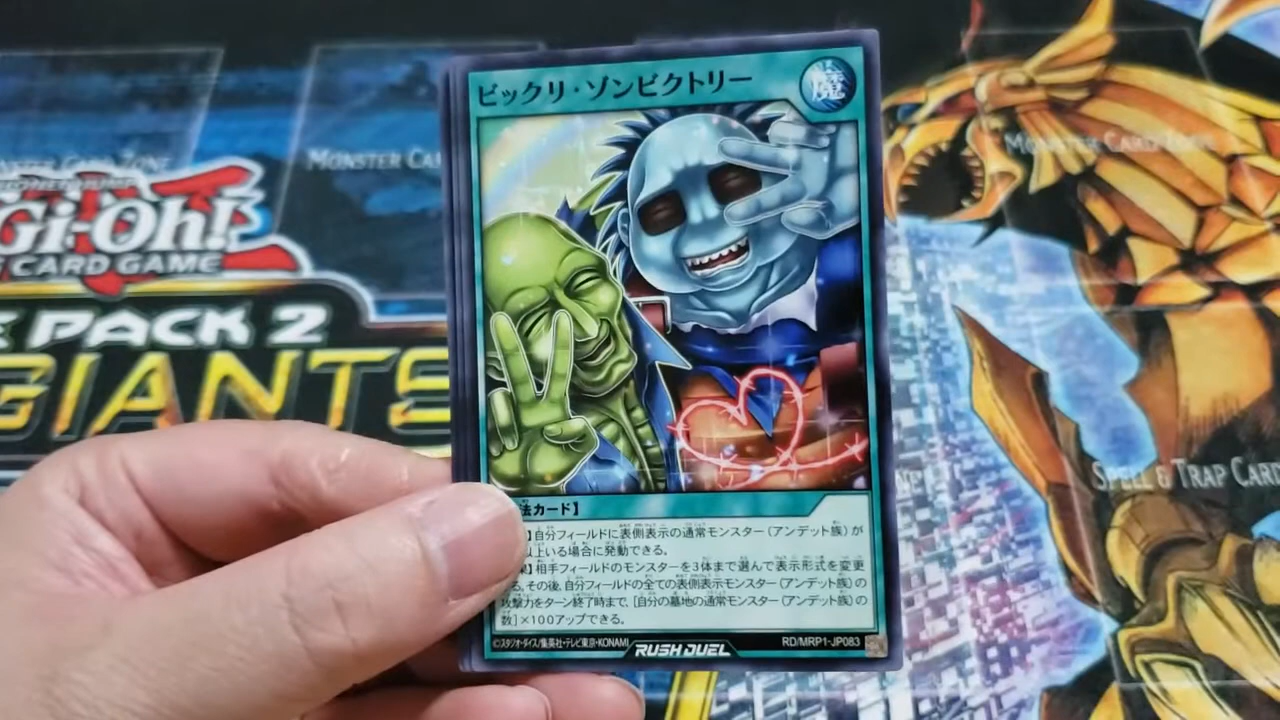 ビックリ・ゾンビクトリー
魔
法カード】
】自分フィールドに表側表示の通常モンスター(アンデット族)が
上いる場合に発動できる。
】相手フィールドのモンスターを3体まで選んで表示形式を変更
る。その後、自分フィールドの全ての表側表示モンスター(アンデット族)の
攻撃力をターン終了時まで、[自分の墓地の通常モンスター(アンデット族)の
数]×100アップできる。
©スタジオ・ダイス/集英社・テレビ東京・KONAMI
RUSH DUEL
RD/MRP1-JP083
MONSTER CARD ZONE
MONSTER CA
MONSTER CARD ZONE
Gi-Oh!
CARD GAME
PACK 2
GIANTS
SPELL & TRAP CARD